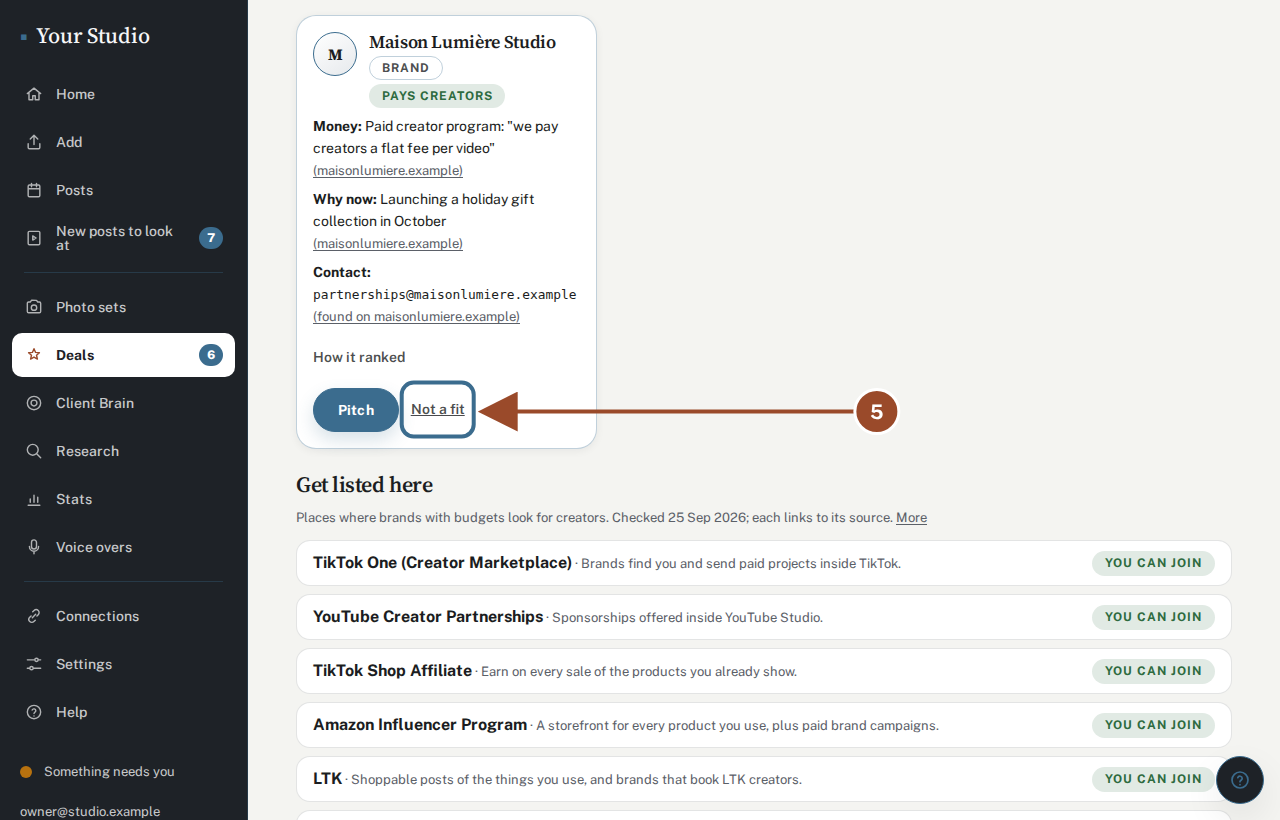 Your Studio
Home
Add
Posts
New posts to look
at
7
Photo sets
Deals
6
Client Brain
Research
Stats
Voice overs
Connections
Settings
Help
Something needs you
owner@studio.example
M
Maison Lumière Studio
BRAND
PAYS CREATORS
Money: Paid creator program: "we pay
creators a flat fee per video"
(maisonlumiere.example)
Why now: Launching a holiday gift
collection in October
(maisonlumiere.example)
Contact:
partnerships@maisonlumiere.example
(found on maisonlumiere.example)
How it ranked
Pitch
Not a fit
5
Get listed here
Places where brands with budgets look for creators. Checked 25 Sep 2026; each links to its source. More
TikTok One (Creator Marketplace) · Brands find you and send paid projects inside TikTok.
YOU CAN JOIN
YouTube Creator Partnerships · Sponsorships offered inside YouTube Studio.
YOU CAN JOIN
TikTok Shop Affiliate · Earn on every sale of the products you already show.
YOU CAN JOIN
Amazon Influencer Program · A storefront for every product you use, plus paid brand campaigns.
YOU CAN JOIN
LTK · Shoppable posts of the things you use, and brands that book LTK creators.
YOU CAN JOIN